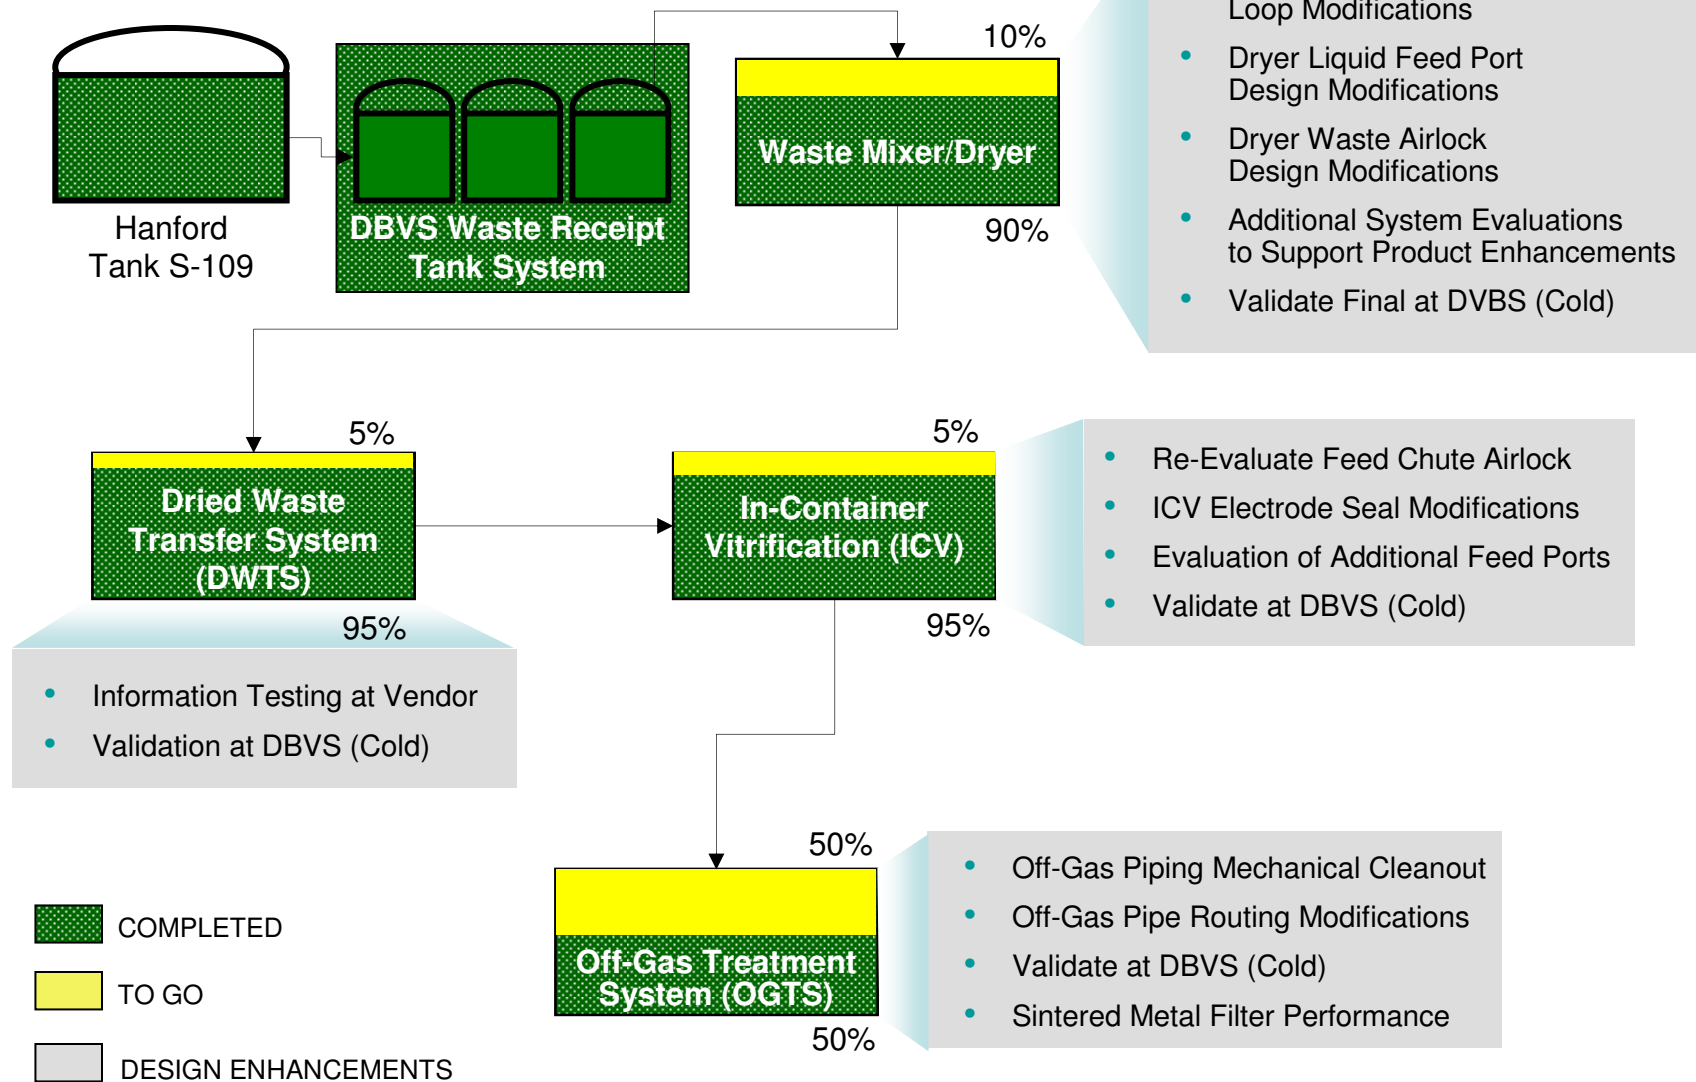 Loop Modifications
• Dryer Liquid Feed Port
Design Modifications
• Dryer Waste Airlock
Design Modifications
• Additional System Evaluations
to Support Product Enhancements
• Validate Final at DVBS (Cold)
10%
Waste Mixer/Dryer
90%
Hanford
Tank S-109
DBVS Waste Receipt
Tank System
5%
Dried Waste
Transfer System
(DWTS)
95%
• Information Testing at Vendor
• Validation at DBVS (Cold)
5%
In-Container
Vitrification (ICV)
95%
• Re-Evaluate Feed Chute Airlock
• ICV Electrode Seal Modifications
• Evaluation of Additional Feed Ports
• Validate at DBVS (Cold)
50%
Off-Gas Treatment
System (OGTS)
50%
• Off-Gas Piping Mechanical Cleanout
• Off-Gas Pipe Routing Modifications
• Validate at DBVS (Cold)
• Sintered Metal Filter Performance
COMPLETED
TO GO
DESIGN ENHANCEMENTS